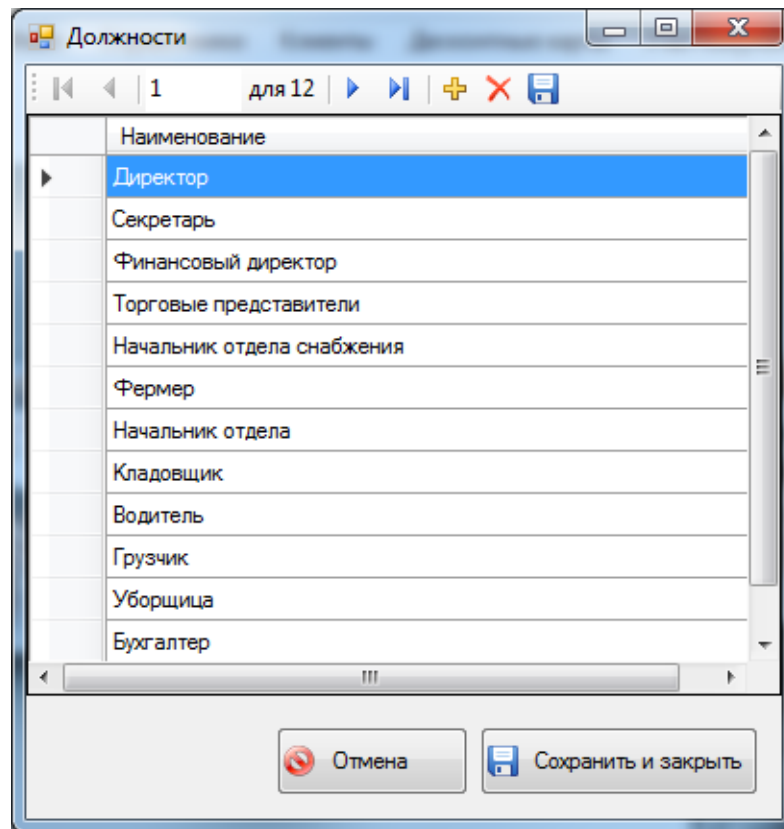 Должности
1 для 12
Наименование
Директор
Секретарь
Финансовый директор
Торговые представители
Начальник отдела снабжения
Фермер
Начальник отдела
Кладовщик
Водитель
Грузчик
Уборщица
Бухгалтер
Отмена Сохранить и закрыть